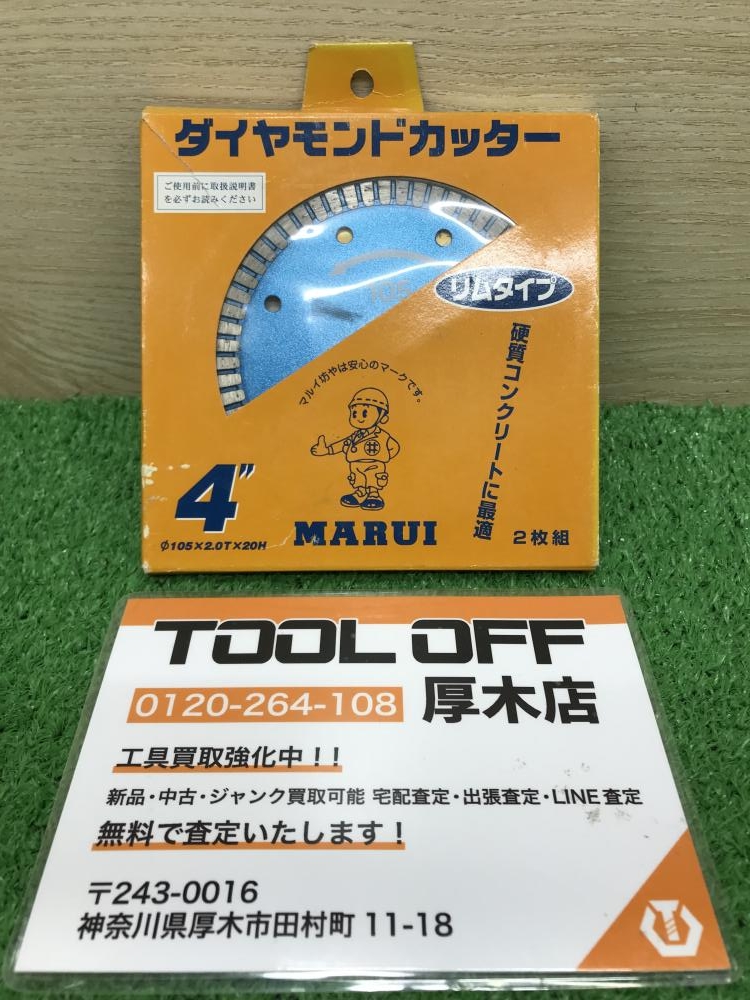 ダイヤモンドカッター
ご使用前に取扱説明書
を必ずお読みください
105
リムタイプ
硬質コンクリートに最適
マルイ坊やは安心のマークです。
4"
φ105×2.0T×20H
MARUI
2枚組
TOOL OFF
0120-264-108 厚木店
工具買取強化中！！
新品・中古・ジャンク買取可能 宅配査定・出張査定・LINE査定
無料で査定いたします！
〒243-0016
神奈川県厚木市田村町 11-18